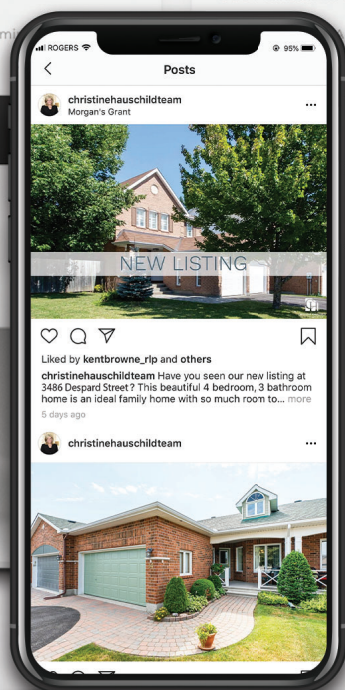 ROGERS
95%
Posts
christinehauschildteam
Morgan's Grant
NEW LISTING
Liked by kentbrowne_rlp and others
christinehauschildteam Have you seen our new listing at
3486 Despard Street? This beautiful 4 bedroom, 3 bathroom
home is an ideal family home with so much room to... more
5 days ago
christinehauschildteam